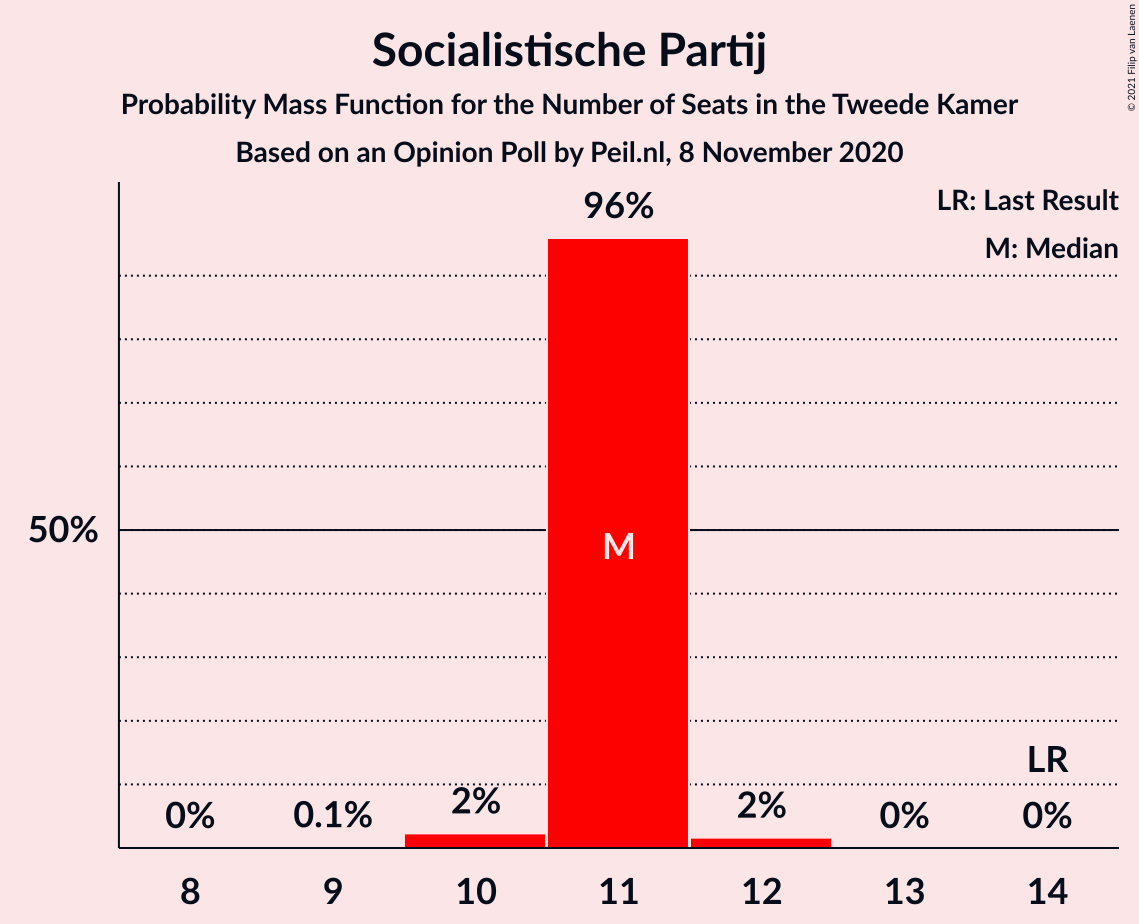 Socialistische Partij
Probability Mass Function for the Number of Seats in the Tweede Kamer
Based on an Opinion Poll by Peil.nl, 8 November 2020
© 2021 Filip van Laenen
LR: Last Result
M: Median
96%
50%
M
LR
0%
0.1%
2%
2%
0%
0%
8
9
10
11
12
13
14